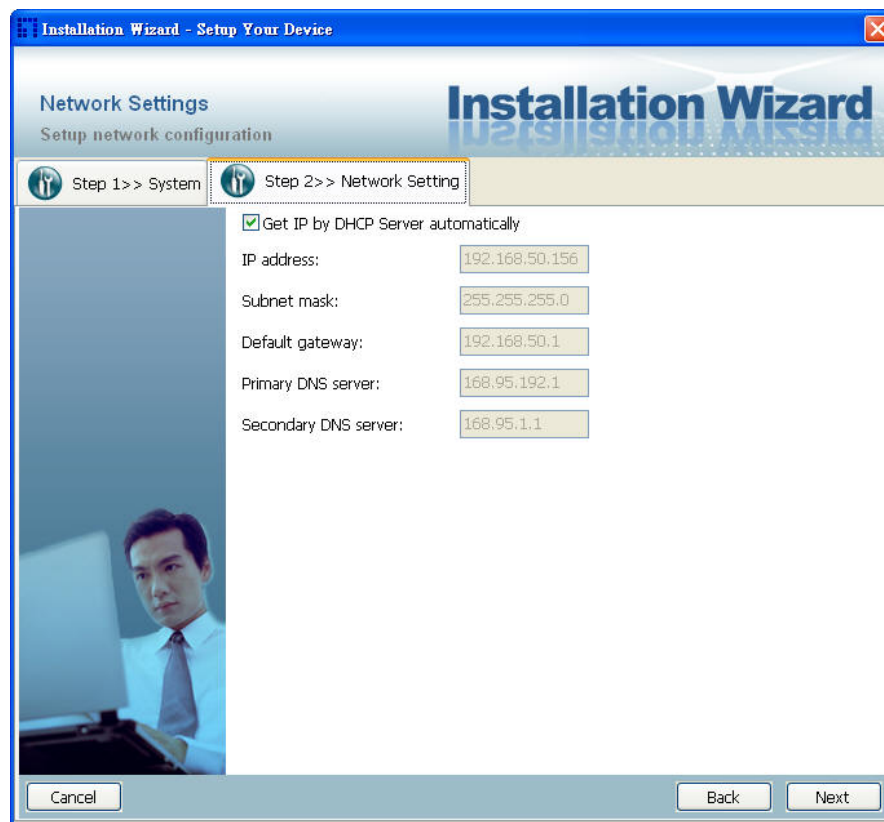 Installation Wizard - Setup Your Device
Network Settings
Setup network configuration
Installation Wizard
Step 1>> System
Step 2>> Network Setting
Get IP by DHCP Server automatically
IP address: 192.168.50.156
Subnet mask: 255.255.255.0
Default gateway: 192.168.50.1
Primary DNS server: 168.95.192.1
Secondary DNS server: 168.95.1.1
Cancel
Back
Next